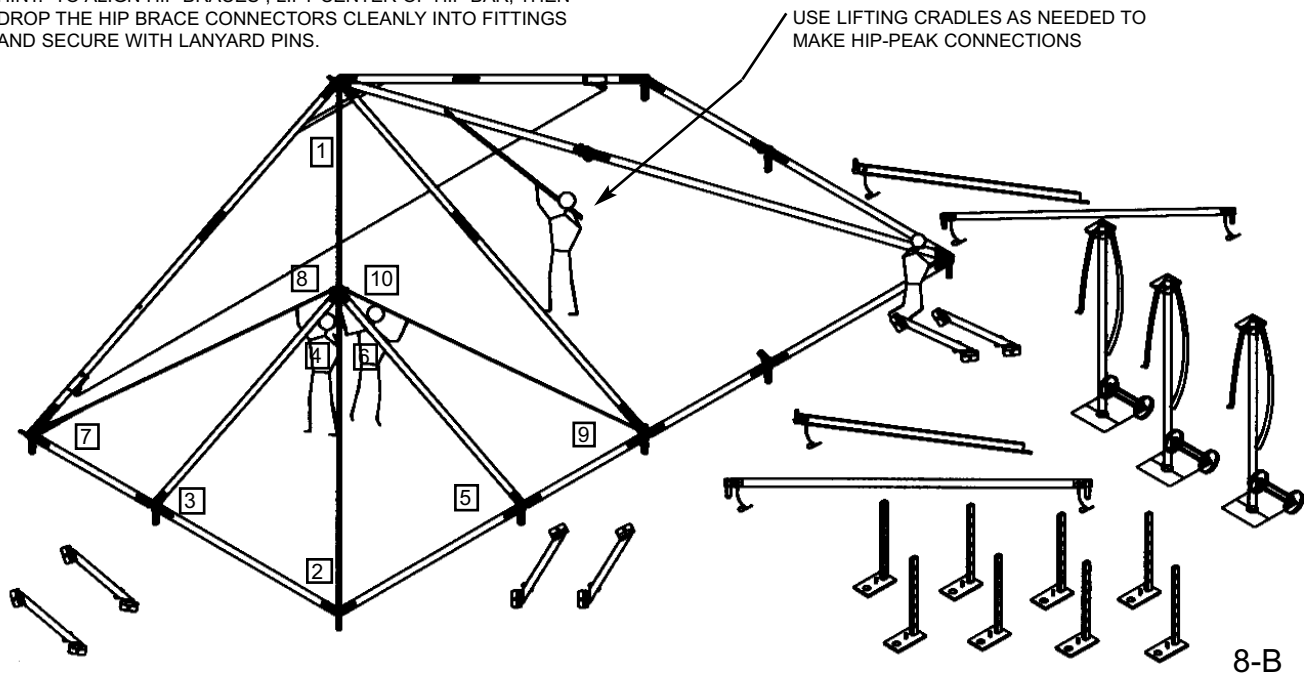 DROP THE HIP BRACE CONNECTORS CLEANLY INTO FITTINGS
AND SECURE WITH LANYARD PINS.
USE LIFTING CRADLES AS NEEDED TO
MAKE HIP-PEAK CONNECTIONS
1
8 10
4 6
7
9
3
5
2
8-B